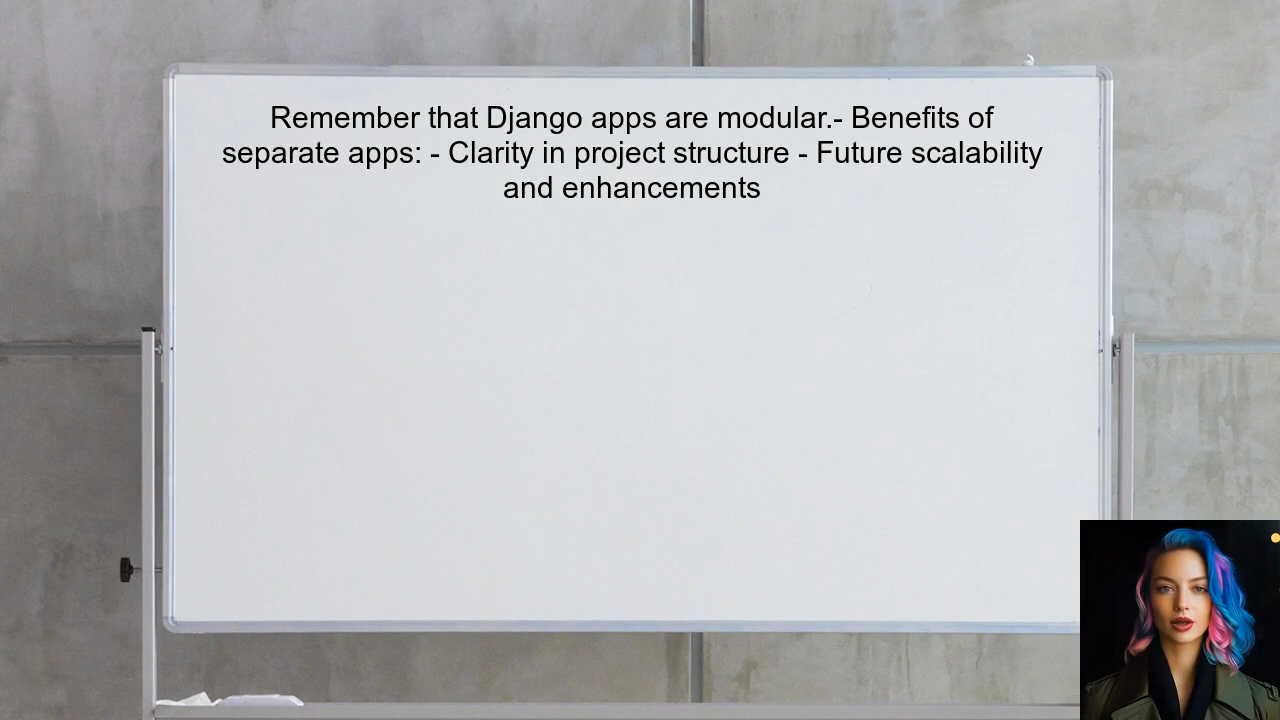 Remember that Django apps are modular.- Benefits of
separate apps: - Clarity in project structure - Future scalability
and enhancements